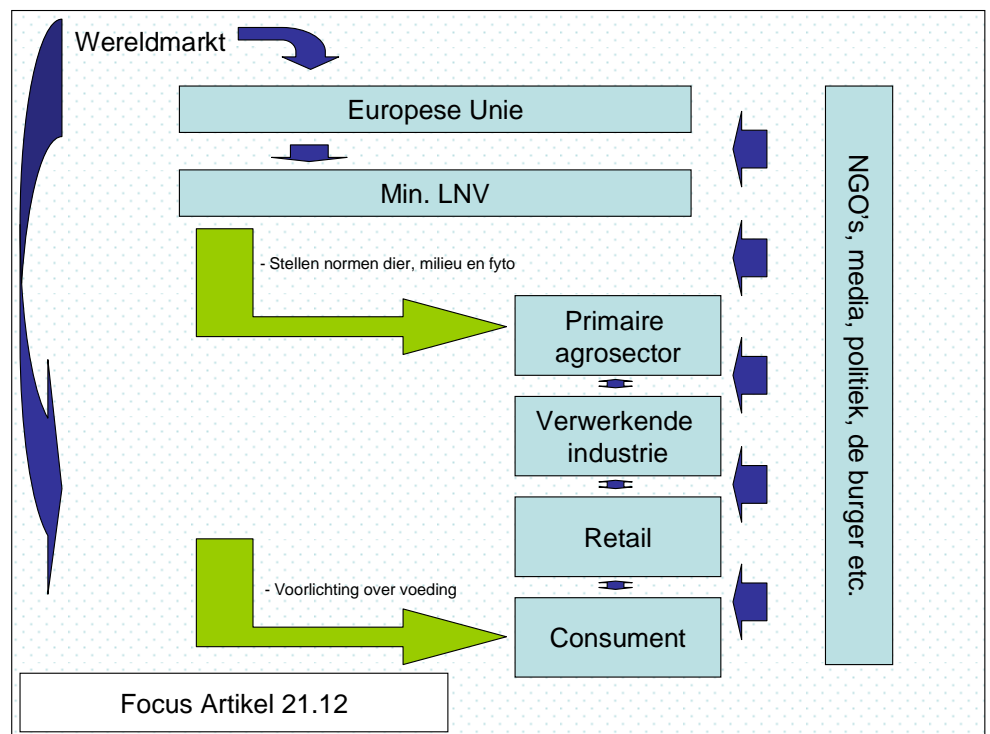 Wereldmarkt
Europese Unie
Min. LNV
- Stellen normen dier, milieu en fyto
Primaire
agrosector
Verwerkende
industrie
Retail
- Voorlichting over voeding
Consument
NGO's, media, politiek, de burger etc.
Focus Artikel 21.12